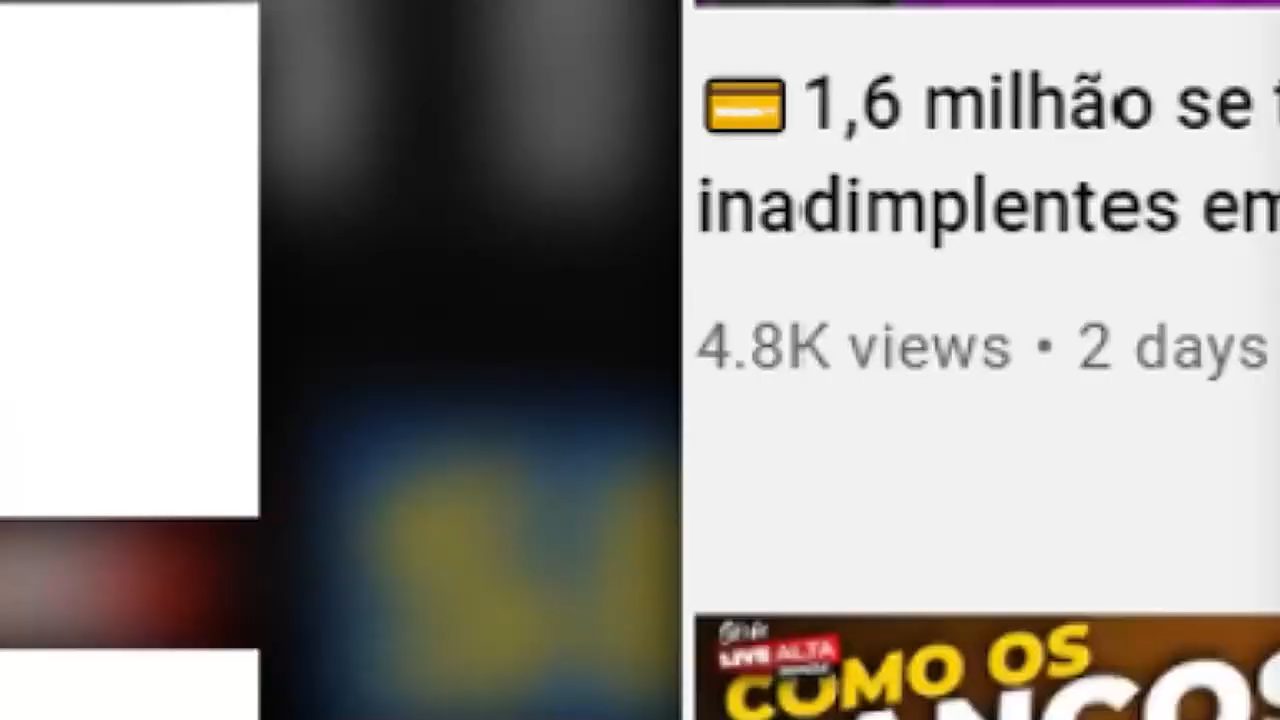 1,6 milhão se
inadimplentes em
4.8K views • 2 days
LIVE ALTA
COMO OS